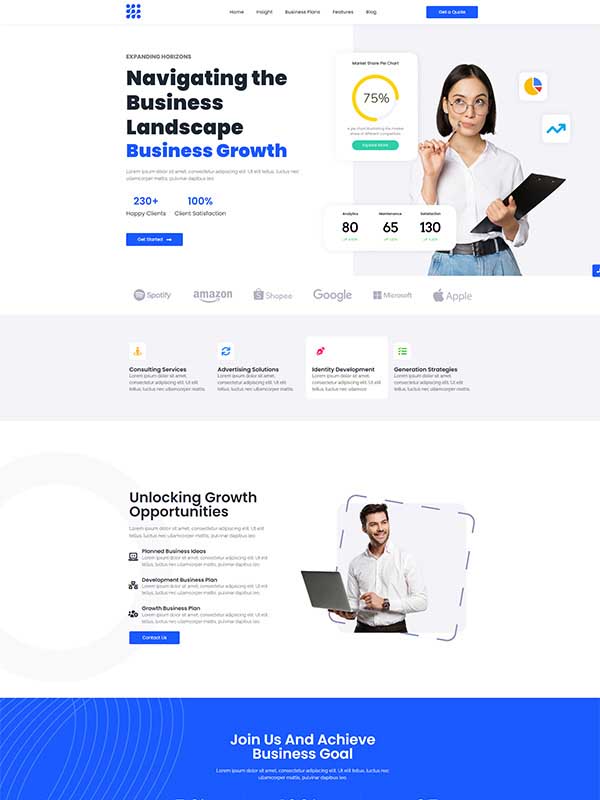 Home Insight Business Plans Features Blog Get a Quote
EXPANDING HORIZONS
Navigating the
Business
Landscape
Business Growth
Lorem ipsum dolor sit amet, consectetur adipiscing elit. Ut elit tellus, luctus nec
ullamcorper mattis, pulvinar dapibus leo.
230+ 100%
Happy Clients Client Satisfaction
Get Started
Market Share Pie Chart
75%
A pie chart illustrating the market
share of different competitors
Explore More
Analytics Maintenance Satisfaction
80 65 130
Spotify amazon Shopee Google Microsoft Apple
Consulting Services
Lorem ipsum dolor sit amet,
consectetur adipiscing elit. Ut elit
tellus, luctus nec ullamcorper mattis.
Advertising Solutions
Lorem ipsum dolor sit amet,
consectetur adipiscing elit. Ut elit
tellus, luctus nec ullamcorper mattis.
Identity Development
Lorem ipsum dolor sit amet,
consectetur adipiscing elit. Ut elit
tellus, luctus nec ullamcor
Generation Strategies
Lorem ipsum dolor sit amet,
consectetur adipiscing elit. Ut elit
tellus, luctus nec ullamcorper mattis.
Unlocking Growth
Opportunities
Lorem ipsum dolor sit amet, consectetur adipiscing elit. Ut elit
tellus, luctus nec ullamcorper mattis, pulvinar dapibus leo.
Planned Business Ideas
Lorem ipsum dolor sit amet, consectetur adipiscing elit. Ut
tellus, luctus nec ullamcorper mattis, pulvinar dapibus leo.
Development Business Plan
Lorem ipsum dolor sit amet, consectetur adipiscing elit. Ut
tellus, luctus nec ullamcorper mattis, pulvinar dapibus leo.
Growth Business Plan
Lorem ipsum dolor sit amet, consectetur adipiscing elit. Ut
tellus, luctus nec ullamcorper mattis, pulvinar dapibus leo.
Contact Us
Join Us And Achieve
Business Goal
Lorem ipsum dolor sit amet, consectetur adipiscing elit. Ut elit tellus,
luctus nec ullamcorper mattis, pulvinar dapibus leo.